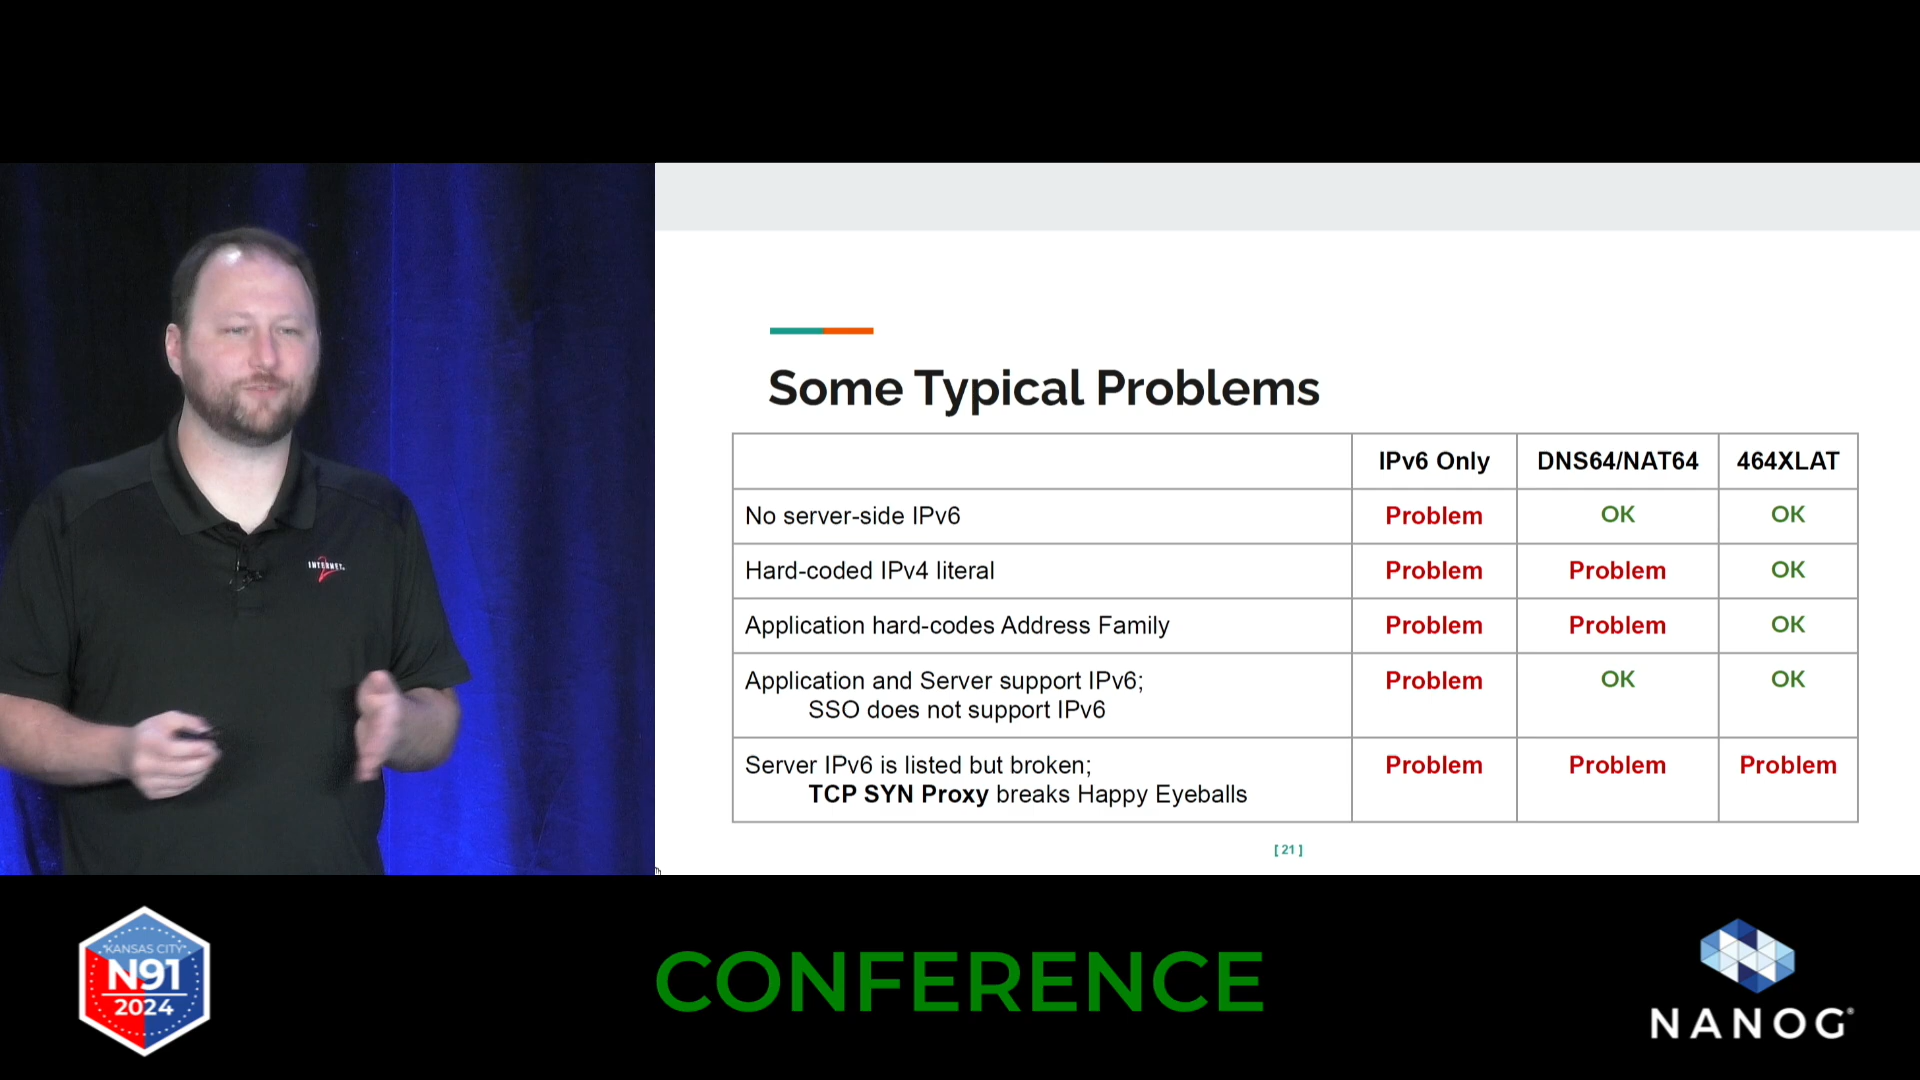 INTERNET
2
Some Typical Problems
IPv6 Only DNS64/NAT64 464XLAT
No server-side IPv6 Problem OK OK
Hard-coded IPv4 literal Problem Problem OK
Application hard-codes Address Family Problem Problem OK
Application and Server support IPv6; Problem OK OK
SSO does not support IPv6
Server IPv6 is listed but broken; Problem Problem Problem
TCP SYN Proxy breaks Happy Eyeballs
[ 21 ]
KANSAS CITY
N91
2024
CONFERENCE
NANOG®